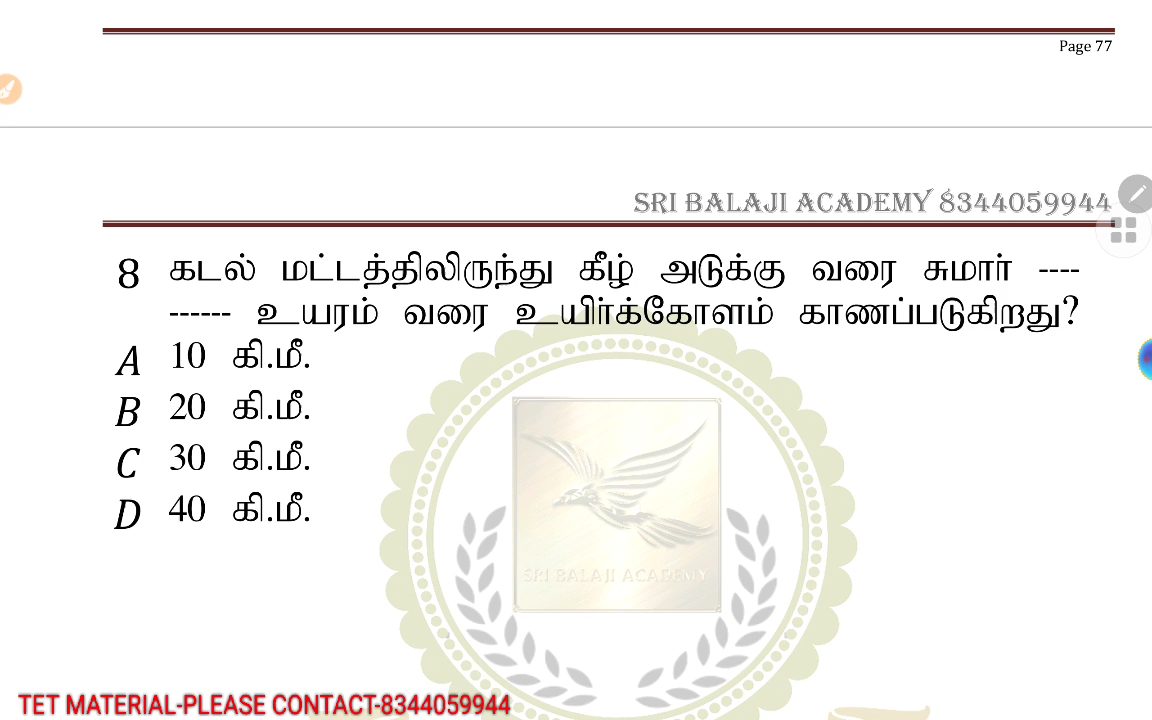 Page 77
SRI BALAJI ACADEMY 8344059944
8 கடல் மட்டத்திலிருந்து கீழ் அடுக்கு வரை சுமார் ----
------ உயரம் வரை உயிர்க்கோளம் காணப்படுகிறது?
A 10 கி.மீ.
B 20 கி.மீ.
C 30 கி.மீ.
D 40 கி.மீ.
SRI BALAJI ACADEMY
TET MATERIAL-PLEASE CONTACT-8344059944